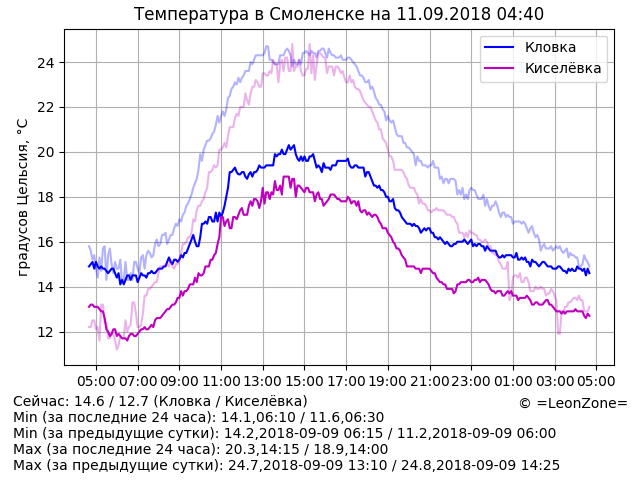 Температура в Смоленске на 11.09.2018 04:40
Кловка
Киселёвка
градусов Цельсия, °C
24
22
20
18
16
14
12
05:00 07:00 09:00 11:00 13:00 15:00 17:00 19:00 21:00 23:00 01:00 03:00 05:00
Сейчас: 14.6 / 12.7 (Кловка / Киселёвка)
© =LeonZone=
Min (за последние 24 часа): 14.1,06:10 / 11.6,06:30
Min (за предыдущие сутки): 14.2,2018-09-09 06:15 / 11.2,2018-09-09 06:00
Max (за последние 24 часа): 20.3,14:15 / 18.9,14:00
Max (за предыдущие сутки): 24.7,2018-09-09 13:10 / 24.8,2018-09-09 14:25